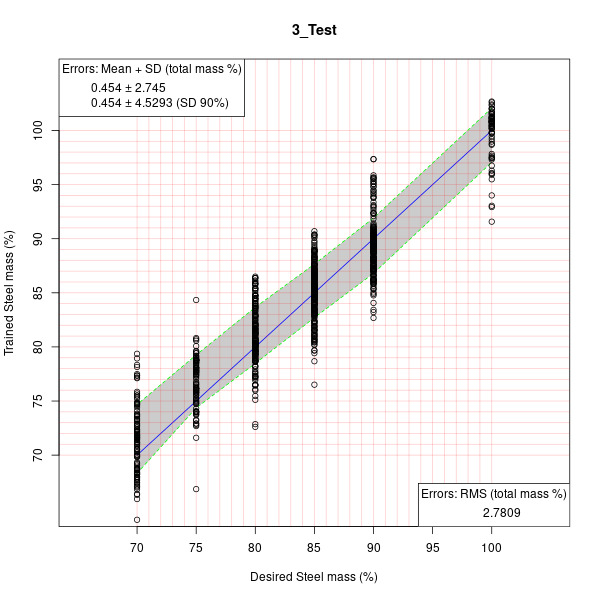 3_Test
Errors: Mean + SD (total mass %)
0.454 ± 2.745
0.454 ± 4.5293 (SD 90%)
100
95
90
85
80
75
70
Trained Steel mass (%)
Errors: RMS (total mass %)
2.7809
70 75 80 85 90 95 100
Desired Steel mass (%)